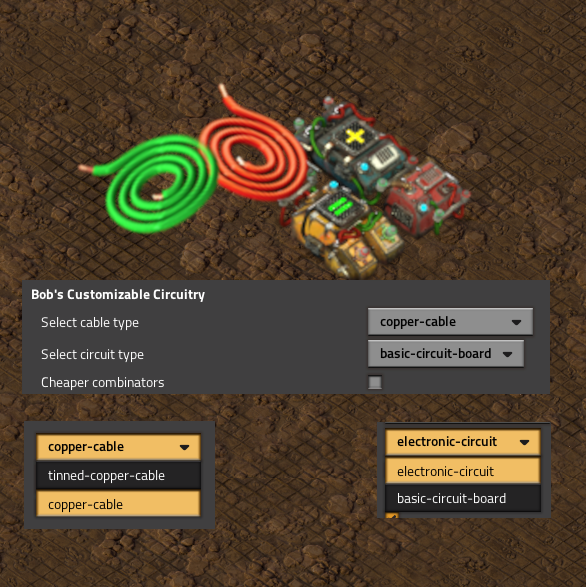 Bob's Customizable Circuitry
Select cable type copper-cable
Select circuit type basic-circuit-board
Cheaper combinators
copper-cable
tinned-copper-cable
copper-cable
electronic-circuit
electronic-circuit
basic-circuit-board